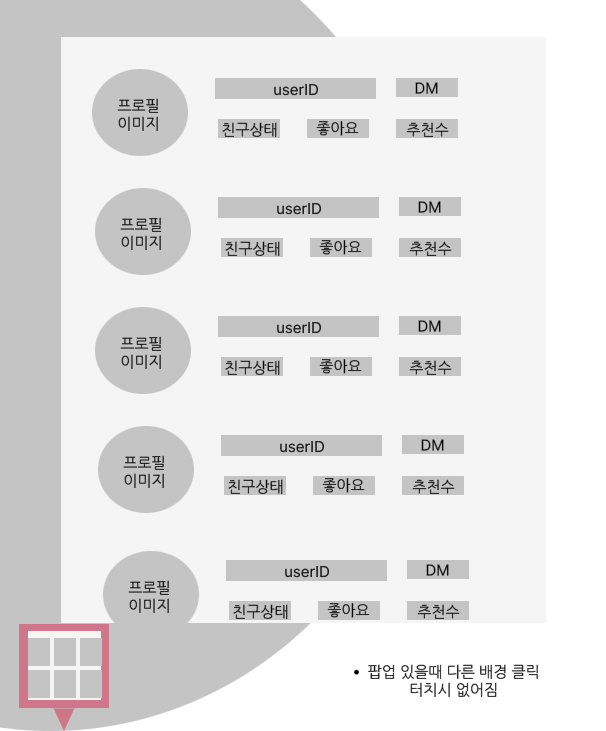 프로필
이미지
userID
DM
친구상태
좋아요
추천수
프로필
이미지
userID
DM
친구상태
좋아요
추천수
프로필
이미지
userID
DM
친구상태
좋아요
추천수
프로필
이미지
userID
DM
친구상태
좋아요
추천수
프로필
이미지
userID
DM
친구상태
좋아요
추천수
• 팝업 있을때 다른 배경 클릭
터치시 없어짐